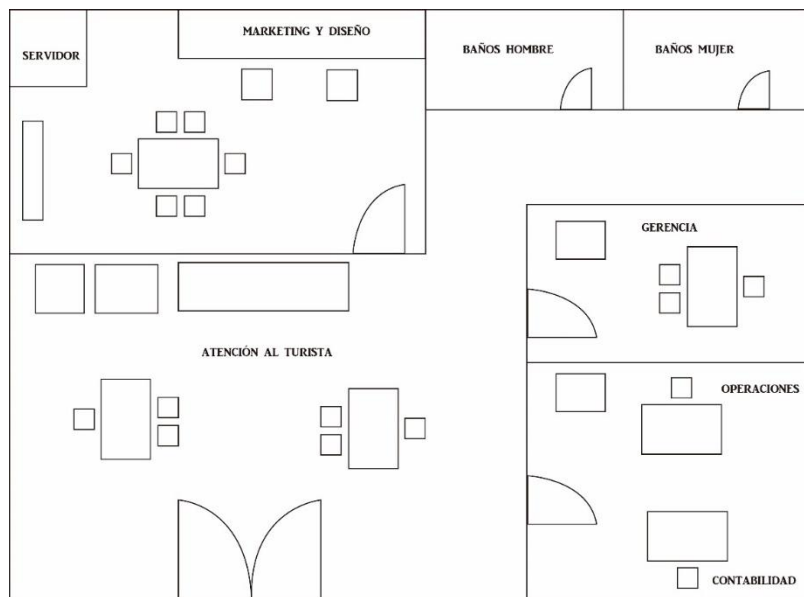 MARKETING Y DISEÑO
SERVIDOR
BAÑOS HOMBRE
BAÑOS MUJER
GERENCIA
ATENCIÓN AL TURISTA
OPERACIONES
CONTABILIDAD